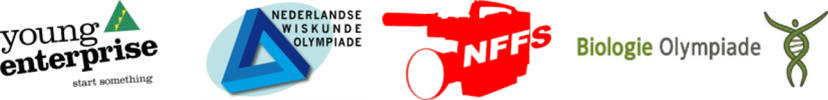 young
enterprise
start something
NEDERLANDSE
WISKUNDE
OLYMPIADE
NFFS
Biologie Olympiade